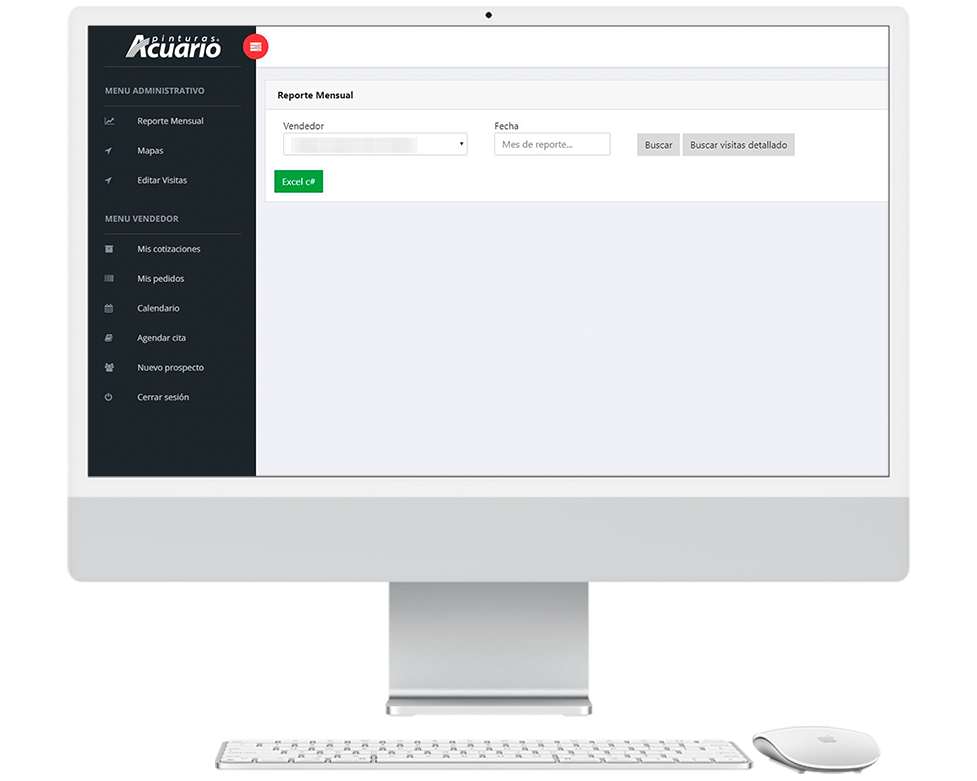 pinturas
Acuario
MENU ADMINISTRATIVO
Reporte Mensual
Mapas
Editar Visitas
MENU VENDEDOR
Mis cotizaciones
Mis pedidos
Calendario
Agendar cita
Nuevo prospecto
Cerrar sesión
Reporte Mensual
Vendedor
Fecha
Mes de reporte...
Buscar
Buscar visitas detallado
Excel c#